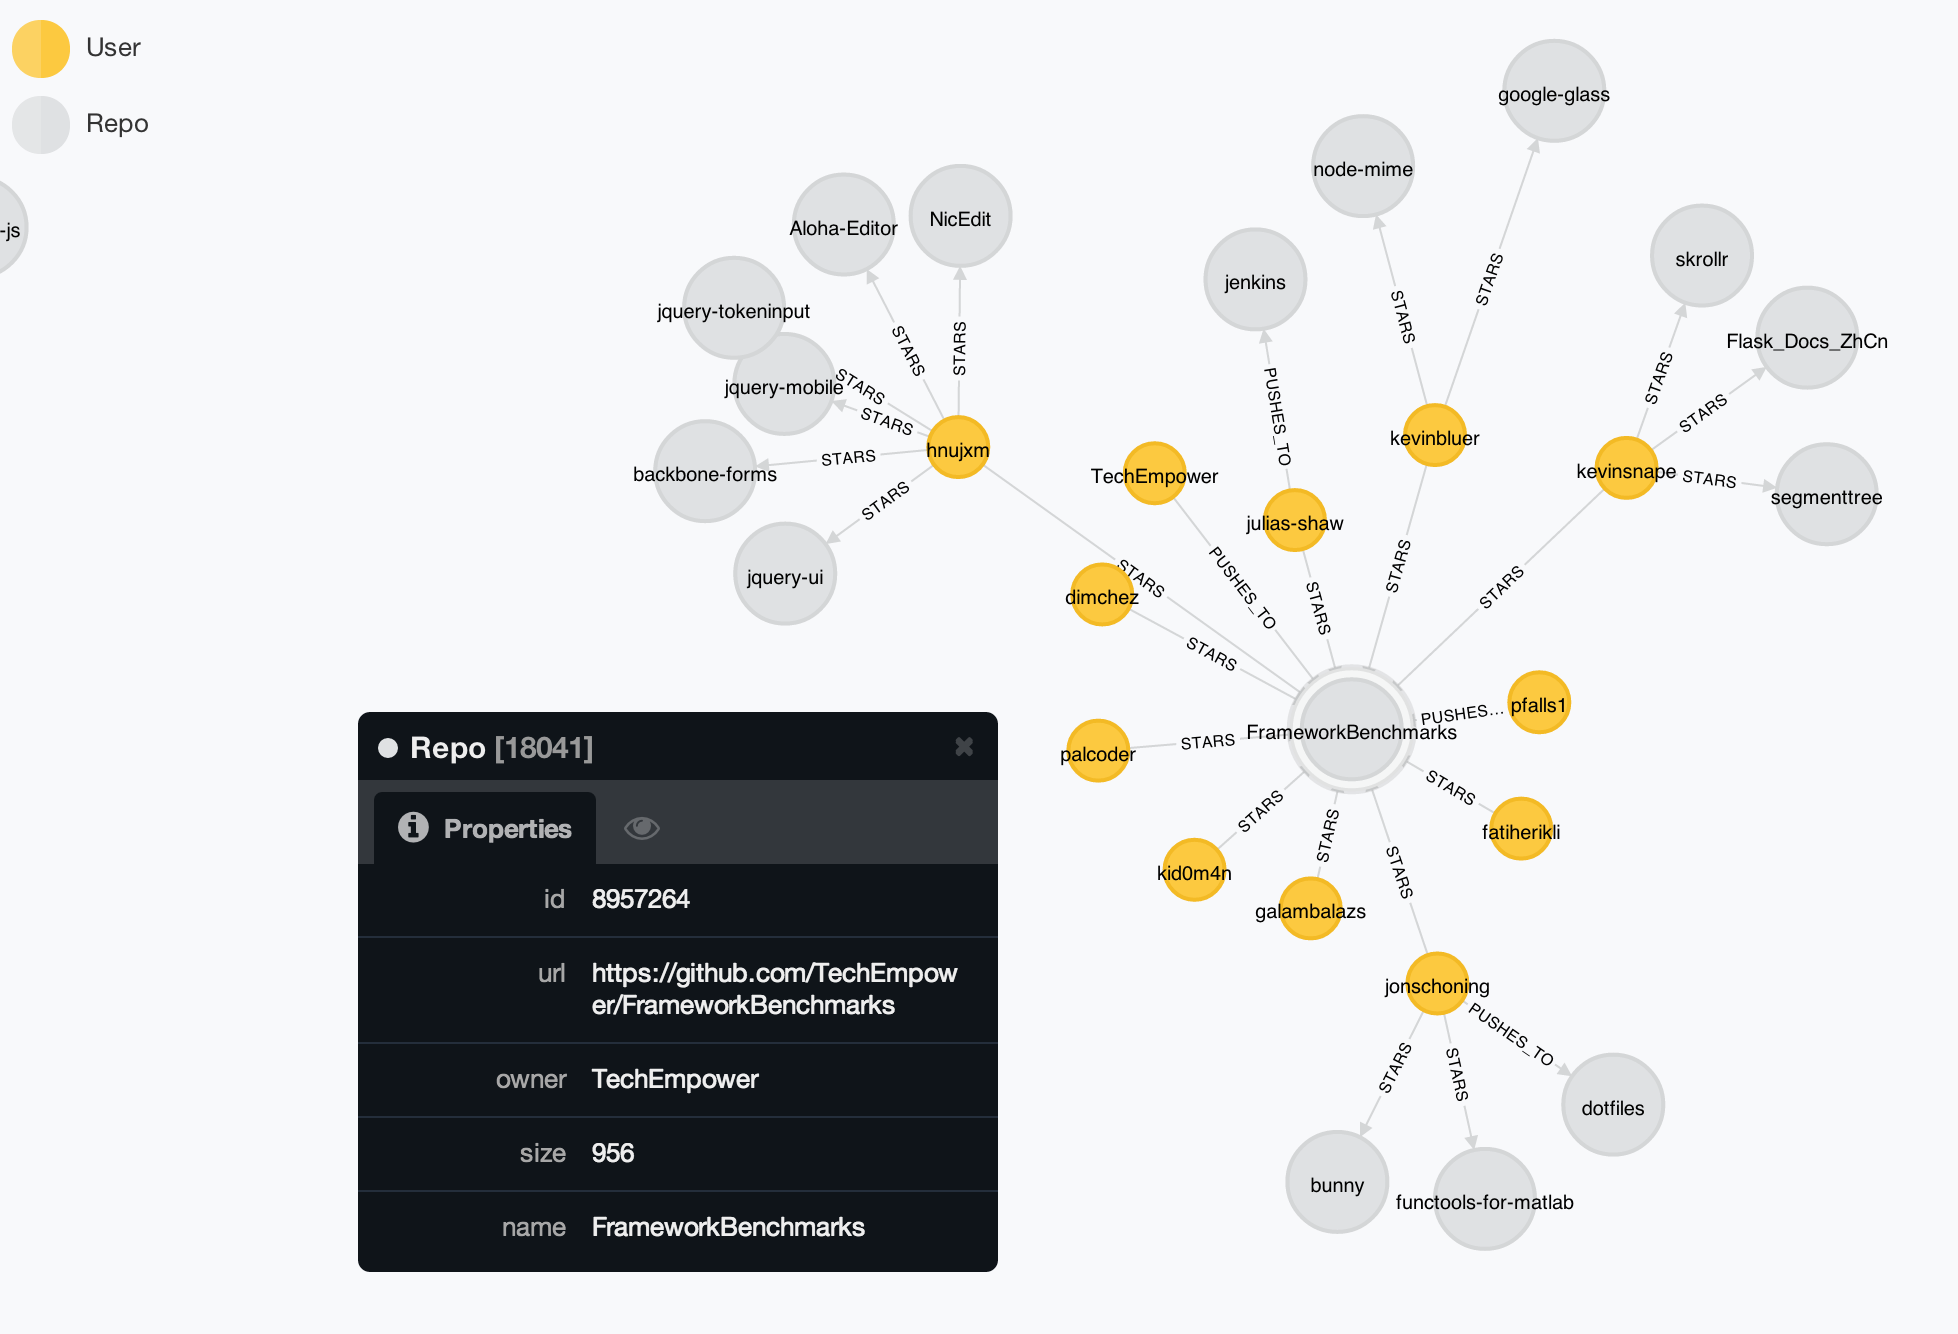 User
Repo
-js
google-glass
node-mime
Aloha-Editor
NicEdit
jenkins
skrollr
jquery-tokeninput
Flask_Docs_ZhCn
jquery-mobile
backbone-forms
jquery-ui
hnujxm
STARS
STARS
STARS
STARS
STARS
STARS
STARS
TechEmpower
PUSHES_TO
julias-shaw
PUSHES_TO
STARS
kevinbluer
STARS
STARS
STARS
kevinsnape
STARS
STARS
STARS
STARS
segmenttree
dimchez
STARS
FrameworkBenchmarks
PUSHES...
pfalls1
palcoder
STARS
STARS
fatiherikli
kid0m4n
STARS
galambalazs
STARS
STARS
jonschoning
PUSHES_TO
STARS
STARS
dotfiles
bunny
functools-for-matlab
Repo [18041]
Properties
id 8957264
url https://github.com/TechEmpow
er/FrameworkBenchmarks
owner TechEmpower
size 956
name FrameworkBenchmarks